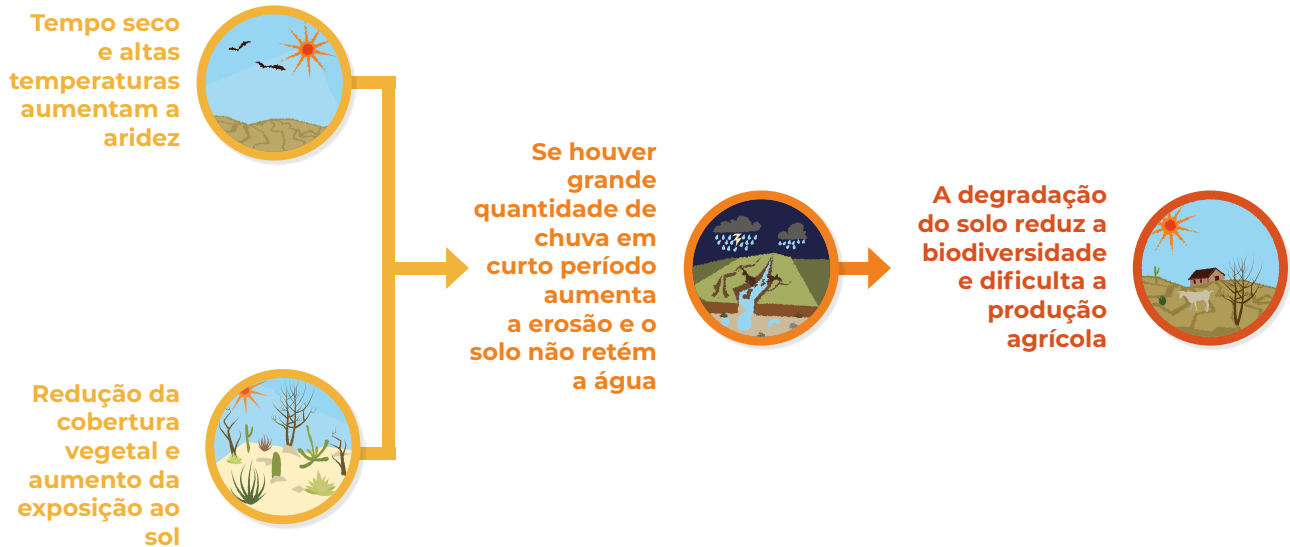 Tempo seco
e altas
temperaturas
aumentam a
aridez
Redução da
cobertura
vegetal e
aumento da
exposição ao
sol
Se houver
grande
quantidade de
chuva em
curto período
aumenta
a erosão e o
solo não retém
a água
A degradação
do solo reduz a
biodiversidade
e dificulta a
produção
agrícola